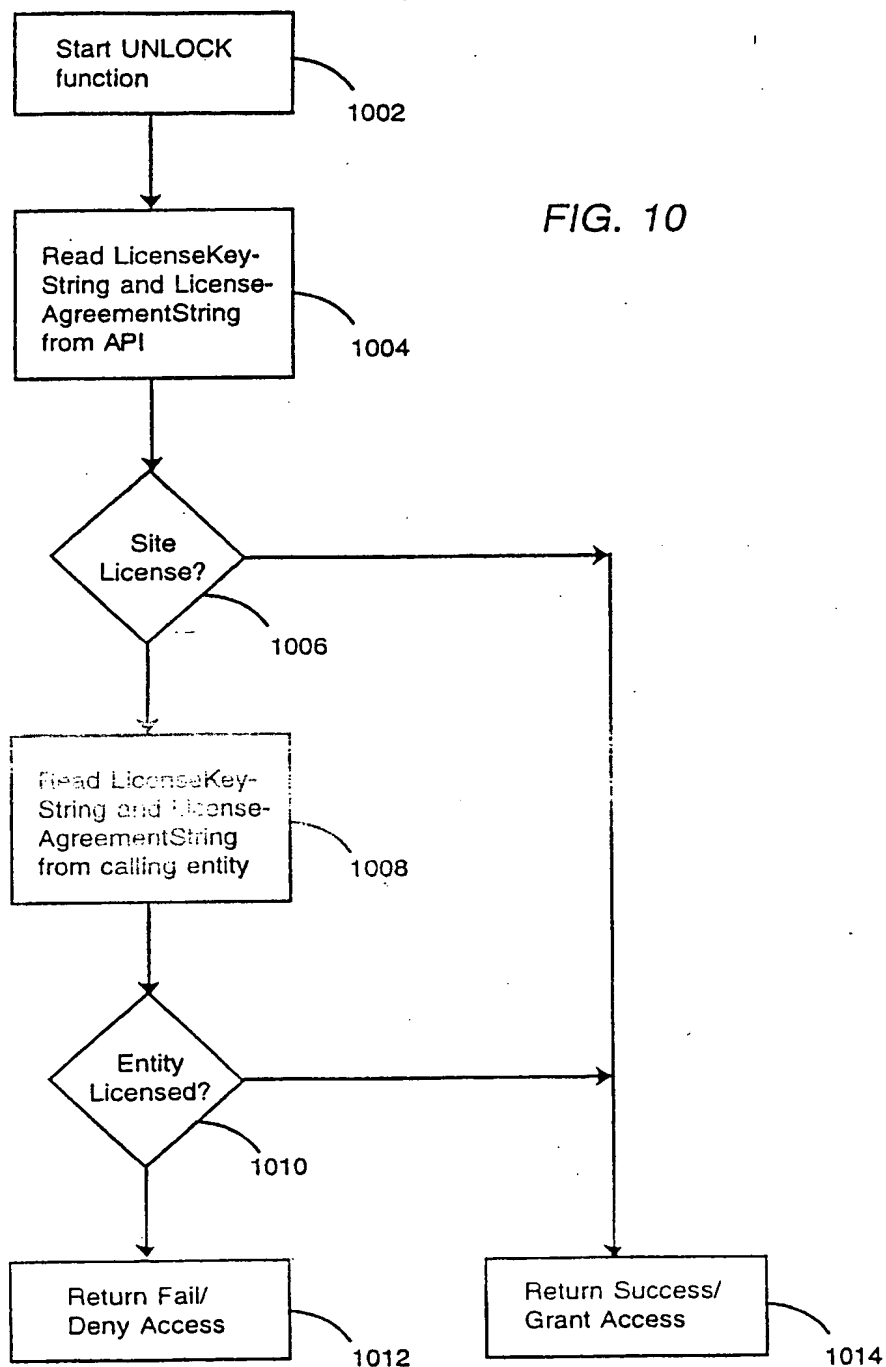 Start UNLOCK
function
1002
FIG. 10
Read LicenseKey-
String and License-
AgreementString
from API
1004
Site
License?
1006
Read LicenseKey-
String and License-
AgreementString
from calling entity
1008
Entity
Licensed?
1010
Return Fail/
Deny Access
1012
Return Success/
Grant Access
1014